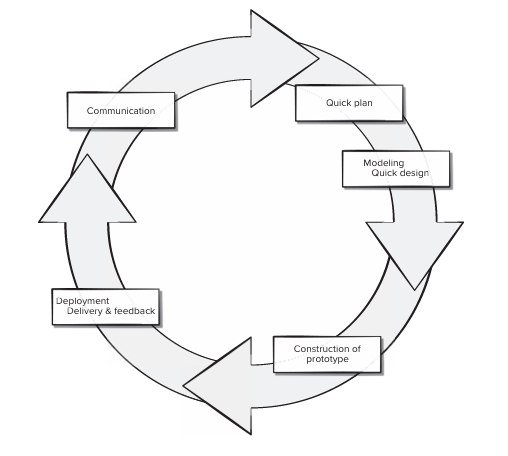 Communication
Quick plan
Modeling
Quick design
Construction of
prototype
Deployment
Delivery & feedback